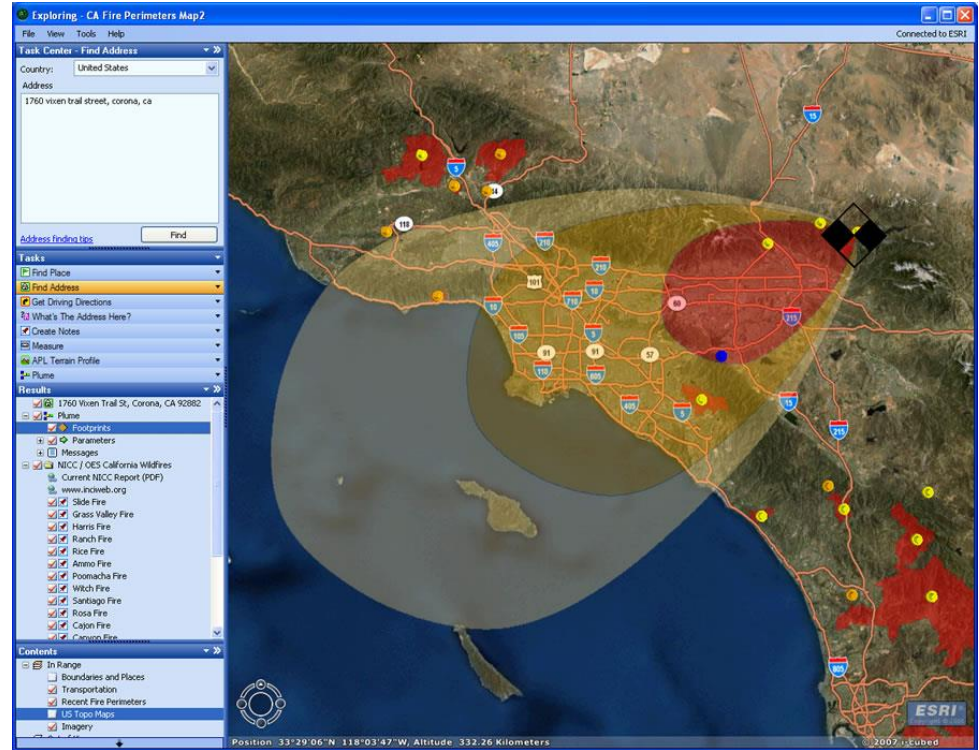 Exploring - CA Fire Perimeters Map2
File View Tools Help
Connected to ESRI
Task Center - Find Address
Country: United States
Address
1760 vixen trail street, corona, ca
Address finding tips
Find
Tasks
Find Place
Find Address
Get Driving Directions
What's The Address Here?
Create Notes
Measure
APL Terrain Profile
Plume
Results
1760 Vixen Trail St, Corona, CA 92882
Plume
Footprints
Parameters
Messages
NICC / OES California Wildfires
Current NICC Report (PDF)
www.inciweb.org
Slide Fire
Grass Valley Fire
Harris Fire
Ranch Fire
Rice Fire
Ammo Fire
Poomacha Fire
Witch Fire
Santiago Fire
Rosa Fire
Cajon Fire
Canyon Fire
Contents
In Range
Boundaries and Places
Transportation
Recent Fire Perimeters
US Topo Maps
Imagery
15
5
118
405
210
101
210
10
710
10
60
215
105
5
91
91
57
110
605
405
5
15
215
805
ESRI
Position 33°29'06"N 118°03'47"W, Altitude 332.26 Kilometers
© 2007 i-cubed